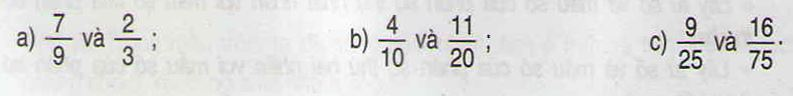 a) 7/9 và 2/3 ; b) 4/10 và 11/20 ; c) 9/25 và 16/75.